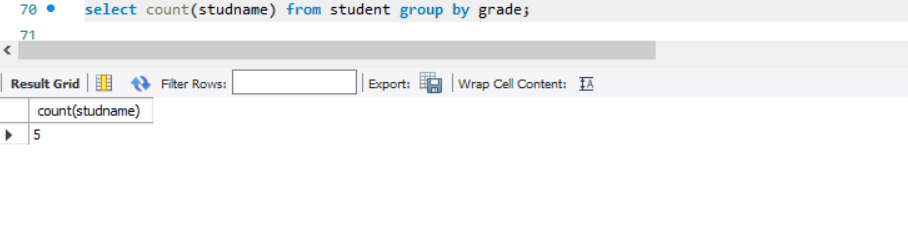 70 select count(studname) from student group by grade;
71
Result Grid Filter Rows: Export: Wrap Cell Content: IA
count(studname)
5